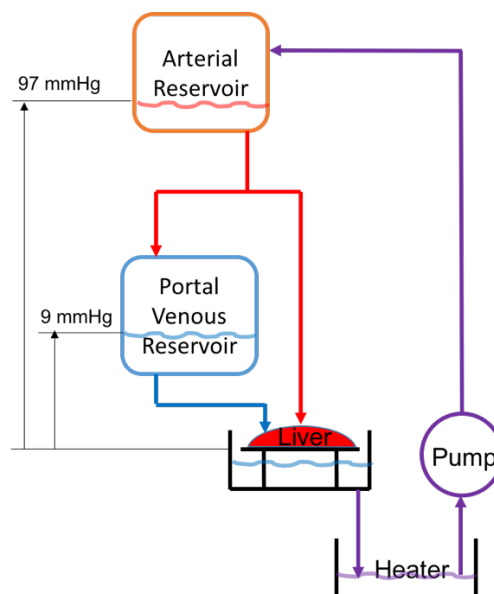 Arterial
Reservoir
97 mmHg
Portal
Venous
Reservoir
9 mmHg
Liver
Pump
Heater